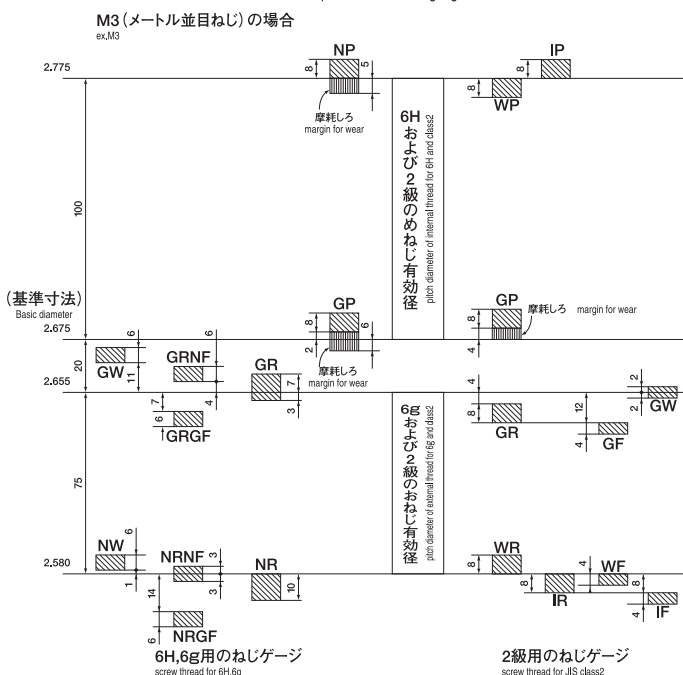 M3(メートル並目ねじ)の場合
ex,M3
NP
IP
2.775
8
5
8
8
WP
摩耗しろ
margin for wear
6Hおよび2級のめねじ有効径
pitch diameter of internal thread for 6H and class2
100
(基準寸法)
Basic diameter
2.675
GP
8
6
2
摩耗しろ
margin for wear
GP
8
4
摩耗しろ margin for wear
6
6
20
GW
11
GRNF
4
GR
7
3
2.655
4
2
2
GW
7
6
GRGF
8
GR
12
4
GF
6gおよび2級のおねじ有効径
pitch diameter of external thread for 6g and class2
75
NW
6
1
NRNF
3
3
NR
10
2.580
WR
8
8
IR
4
WF
8
4
IF
14
6
NRGF
6H,6g用のねじゲージ
screw thread for 6H,6g
2級用のねじゲージ
screw thread for JIS class2